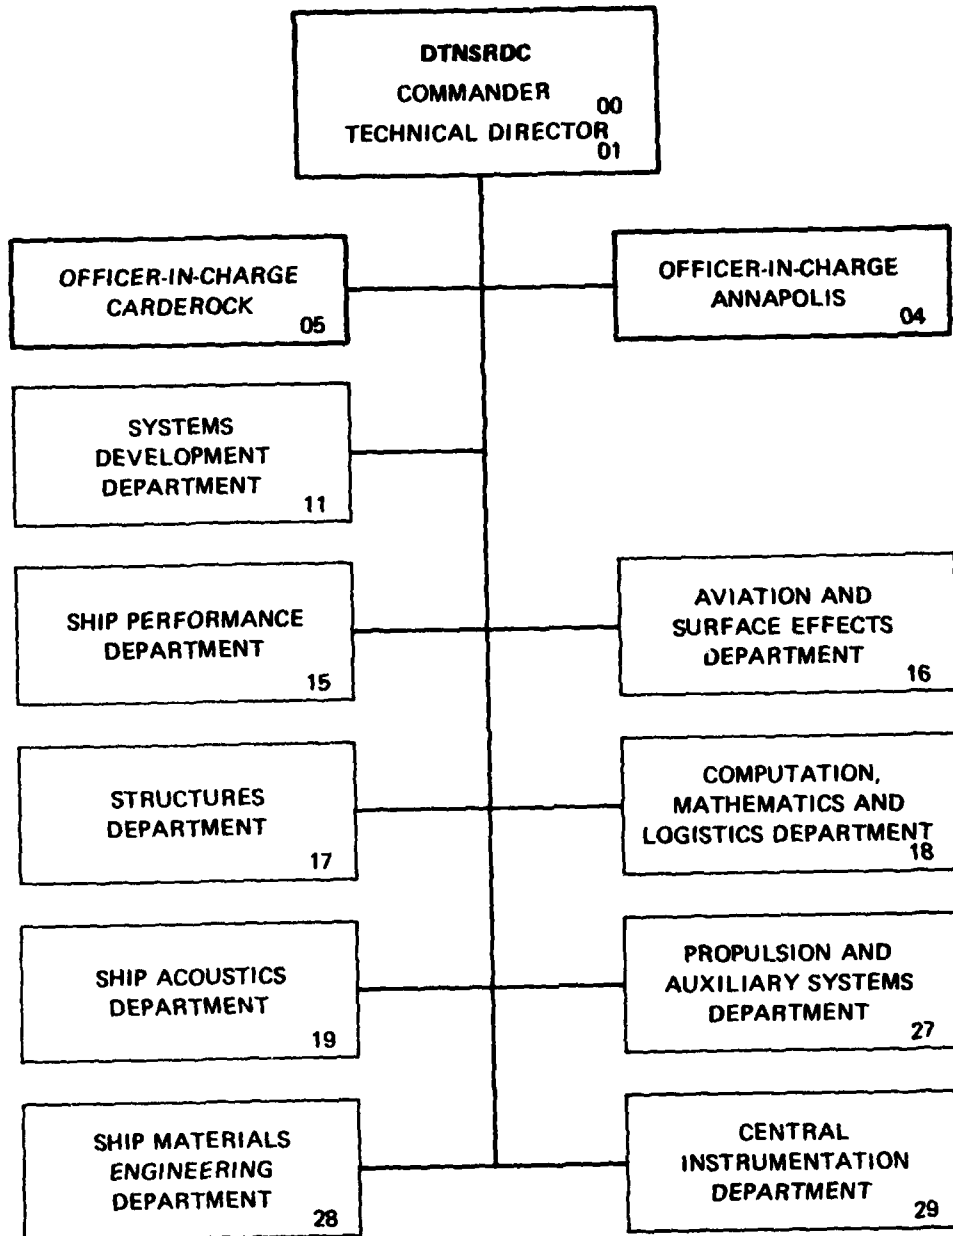 DTNSRDC
COMMANDER
00
TECHNICAL DIRECTOR
01
OFFICER-IN-CHARGE
CARDEROCK
05
OFFICER-IN-CHARGE
ANNAPOLIS
04
SYSTEMS
DEVELOPMENT
DEPARTMENT
11
SHIP PERFORMANCE
DEPARTMENT
15
AVIATION AND
SURFACE EFFECTS
DEPARTMENT
16
STRUCTURES
DEPARTMENT
17
COMPUTATION,
MATHEMATICS AND
LOGISTICS DEPARTMENT
18
SHIP ACOUSTICS
DEPARTMENT
19
PROPULSION AND
AUXILIARY SYSTEMS
DEPARTMENT
27
SHIP MATERIALS
ENGINEERING
DEPARTMENT
28
CENTRAL
INSTRUMENTATION
DEPARTMENT
29